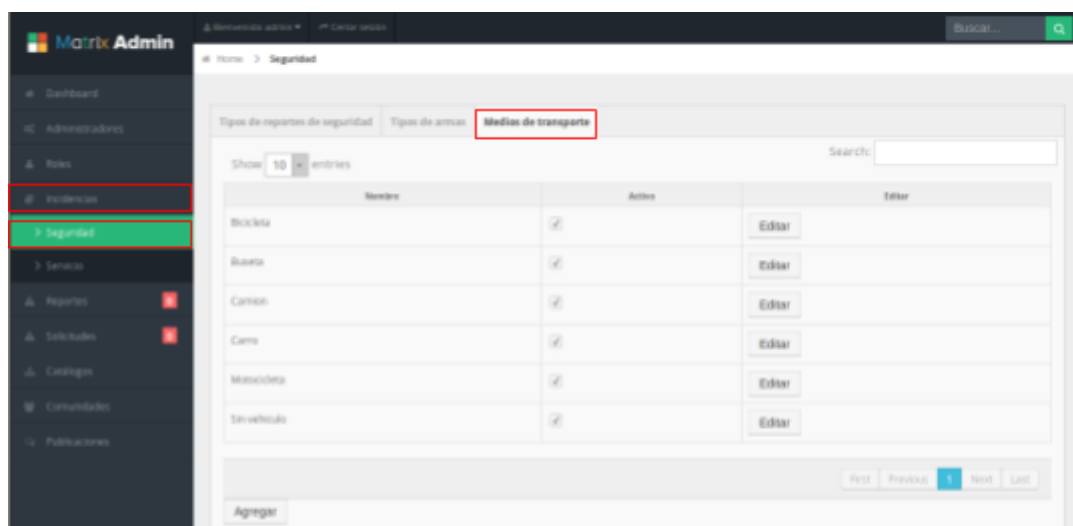 Matrix Admin
Bienvenido admin
Cerrar sesión
Buscar...
Home > Seguridad
Dashboard
Administradores
Roles
Incidencias
> Seguridad
> Servicio
Reportes
Solicitudes
Catálogos
Comunidades
Publicaciones
Tipos de reportes de seguridad
Tipos de armas
Medios de transporte
Show 10 entries
Search:
Nombre Activo Editar
Bicicleta Editar
Buseta Editar
Camion Editar
Carro Editar
Motocicleta Editar
Sin vehiculo Editar
First Previous 1 Next Last
Agregar